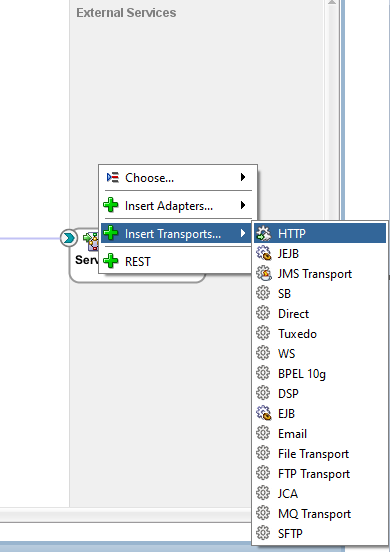 External Services
Choose...
Insert Adapters...
Insert Transports...
REST
Serv
HTTP
JEJB
JMS Transport
SB
Direct
Tuxedo
WS
BPEL 10g
DSP
EJB
Email
File Transport
FTP Transport
JCA
MQ Transport
SFTP